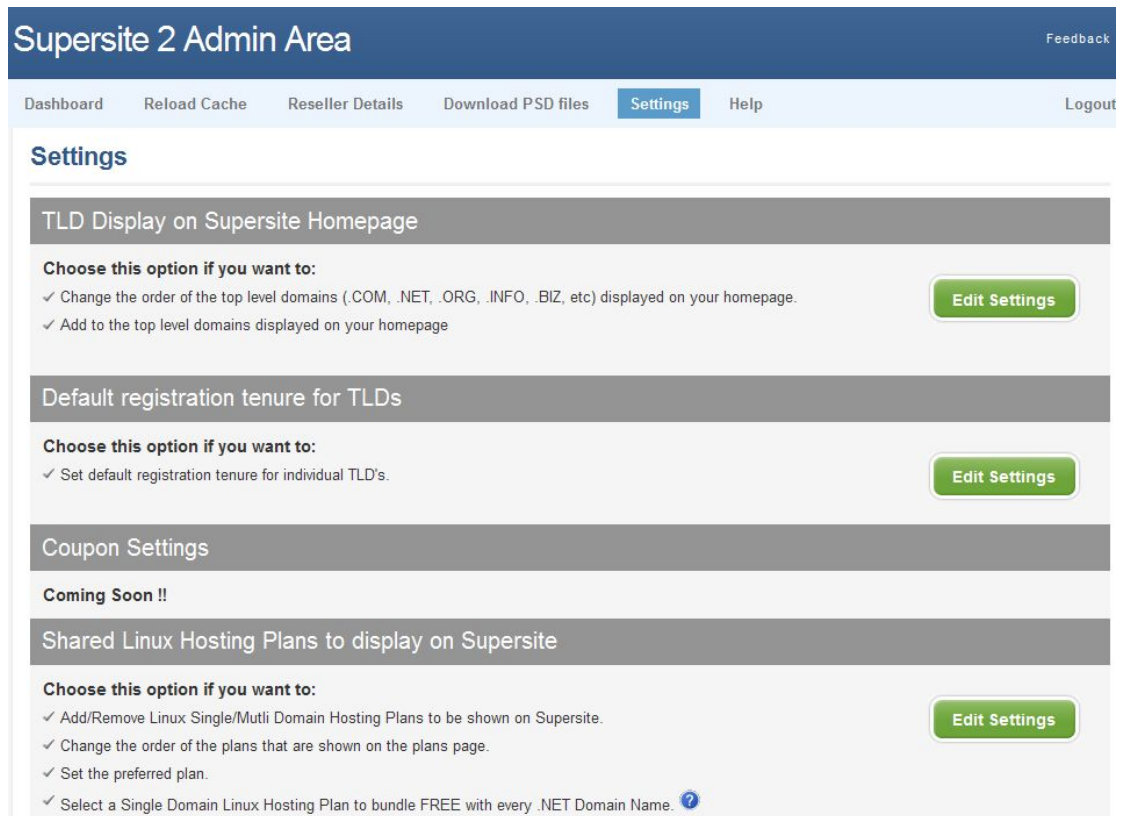 Supersite 2 Admin Area
Feedback
Dashboard Reload Cache Reseller Details Download PSD files Settings Help Logout
Settings
TLD Display on Supersite Homepage
Choose this option if you want to:
✓ Change the order of the top level domains (.COM, .NET, .ORG, .INFO, .BIZ, etc) displayed on your homepage.
✓ Add to the top level domains displayed on your homepage
Edit Settings
Default registration tenure for TLDs
Choose this option if you want to:
✓ Set default registration tenure for individual TLD's.
Edit Settings
Coupon Settings
Coming Soon !!
Shared Linux Hosting Plans to display on Supersite
Choose this option if you want to:
✓ Add/Remove Linux Single/Mutli Domain Hosting Plans to be shown on Supersite.
✓ Change the order of the plans that are shown on the plans page.
✓ Set the preferred plan.
✓ Select a Single Domain Linux Hosting Plan to bundle FREE with every .NET Domain Name. ?
Edit Settings